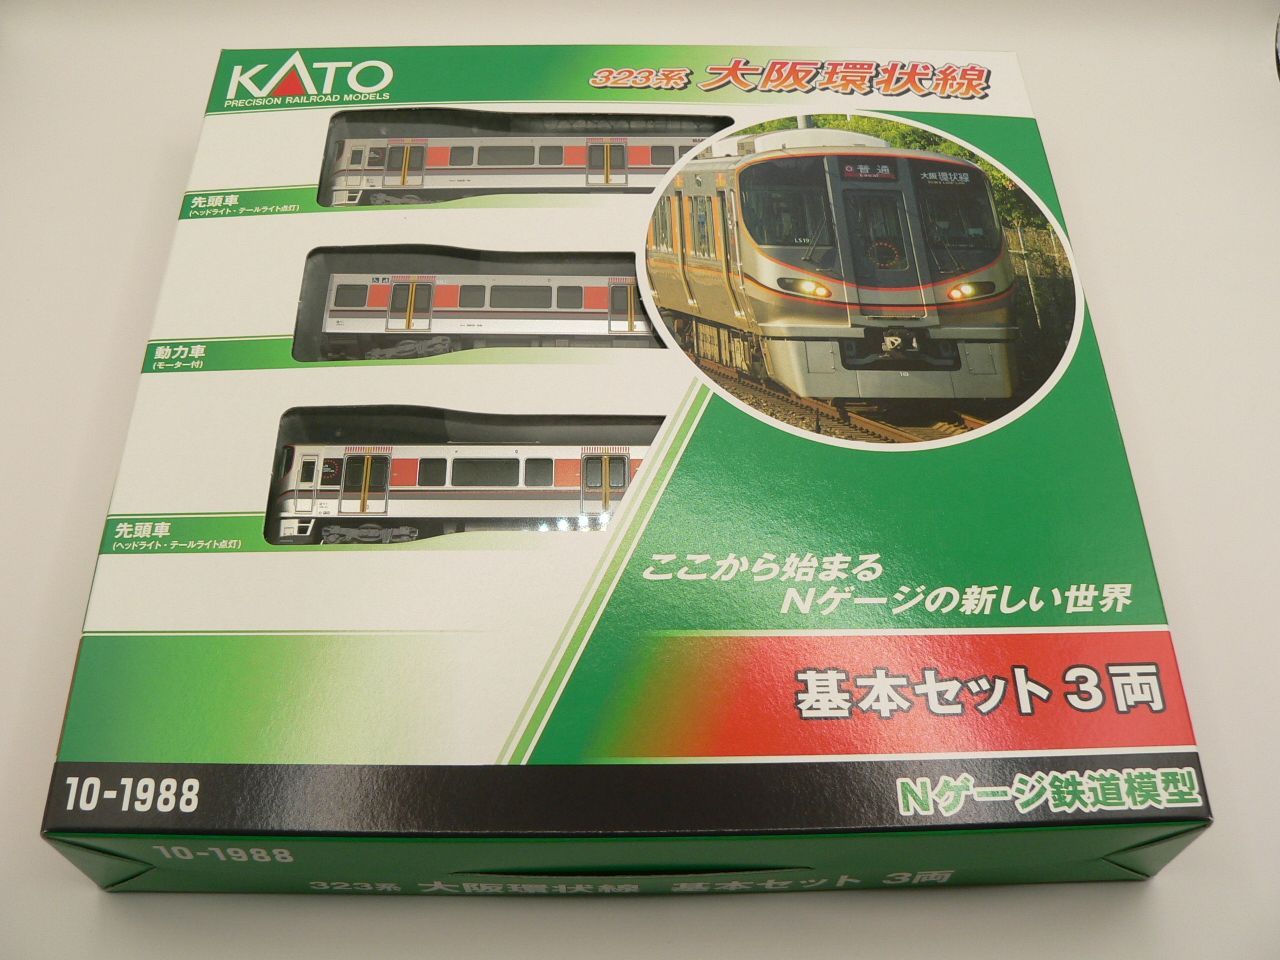 KATO
PRECISION RAILROAD MODELS
323系 大阪環状線
普通
Local
大阪環状線
LS19
先頭車
(ヘッドライト・テールライト点灯)
動力車
(モーター付)
先頭車
(ヘッドライト・テールライト点灯)
ここから始まる
Nゲージの新しい世界
基本セット3両
10-1988
Nゲージ鉄道模型
10-1988
323系 大阪環状線 基本セット 3両